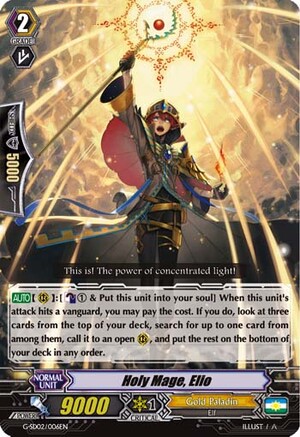 2
GRADE
5000
This is! The power of concentrated light!
AUTO [ ]: [ 1 & Put this unit into your soul] When this unit's
attack hits a vanguard, you may pay the cost. If you do, look at three
cards from the top of your deck, search for up to one card from
among them, call it to an open , and put the rest on the bottom of
your deck in any order.
NORMAL
UNIT
Holy Mage, Elio
POWER
9000
1
CRITICAL
Gold Paladin
Elf
G-SD02/006EN
ILLUST / A